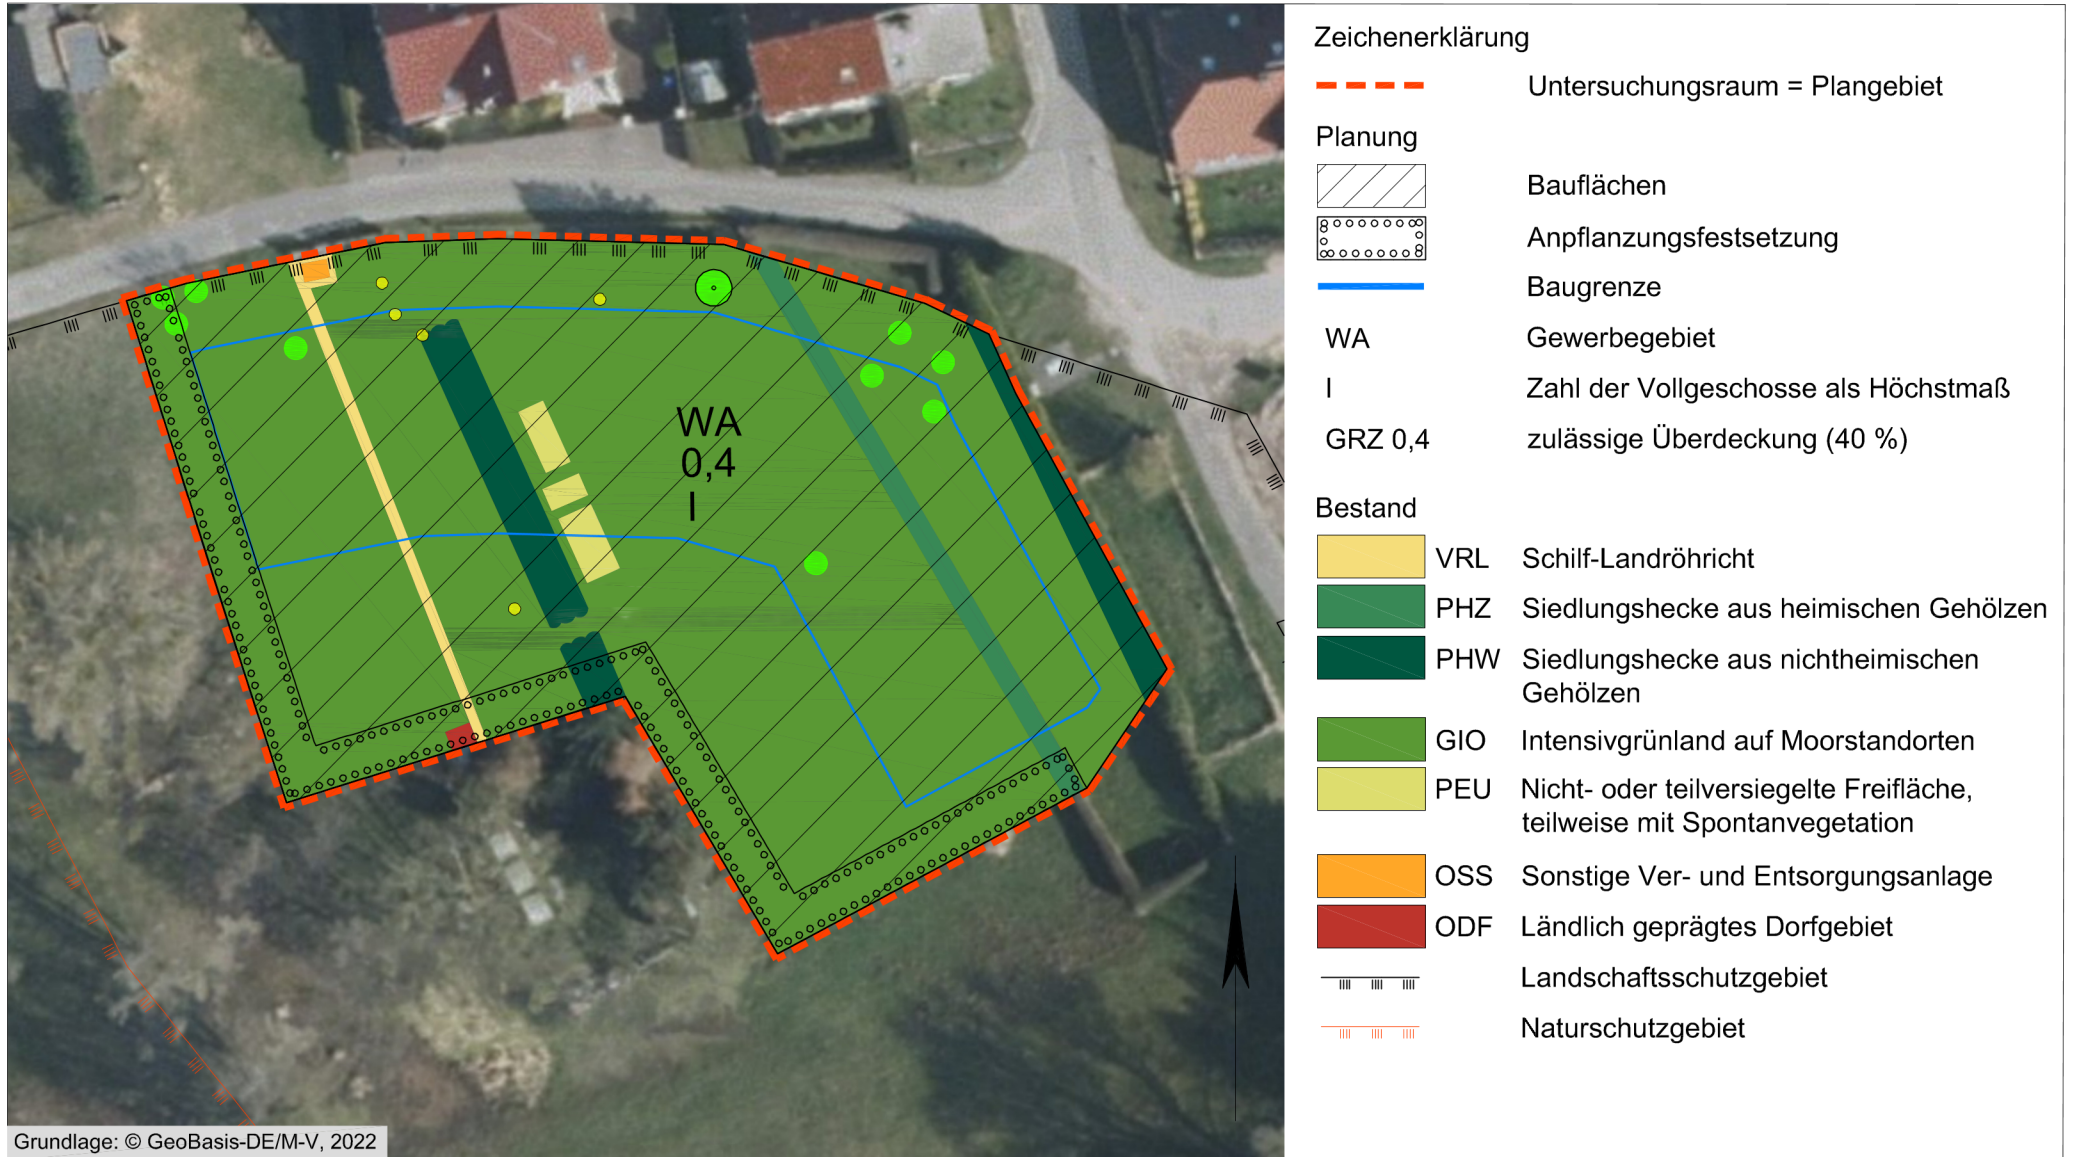 WA
0,4
I
Grundlage: © GeoBasis-DE/M-V, 2022
Zeichenerklärung
Untersuchungsraum = Plangebiet
Planung
Bauflächen
Anpflanzungsfestsetzung
Baugrenze
WA Gewerbegebiet
I Zahl der Vollgeschosse als Höchstmaß
GRZ 0,4 zulässige Überdeckung (40 %)
Bestand
VRL Schilf-Landröhricht
PHZ Siedlungshecke aus heimischen Gehölzen
PHW Siedlungshecke aus nichtheimischen
Gehölzen
GIO Intensivgrünland auf Moorstandorten
PEU Nicht- oder teilversiegelte Freifläche,
teilweise mit Spontanvegetation
OSS Sonstige Ver- und Entsorgungsanlage
ODF Ländlich geprägtes Dorfgebiet
Landschaftsschutzgebiet
Naturschutzgebiet